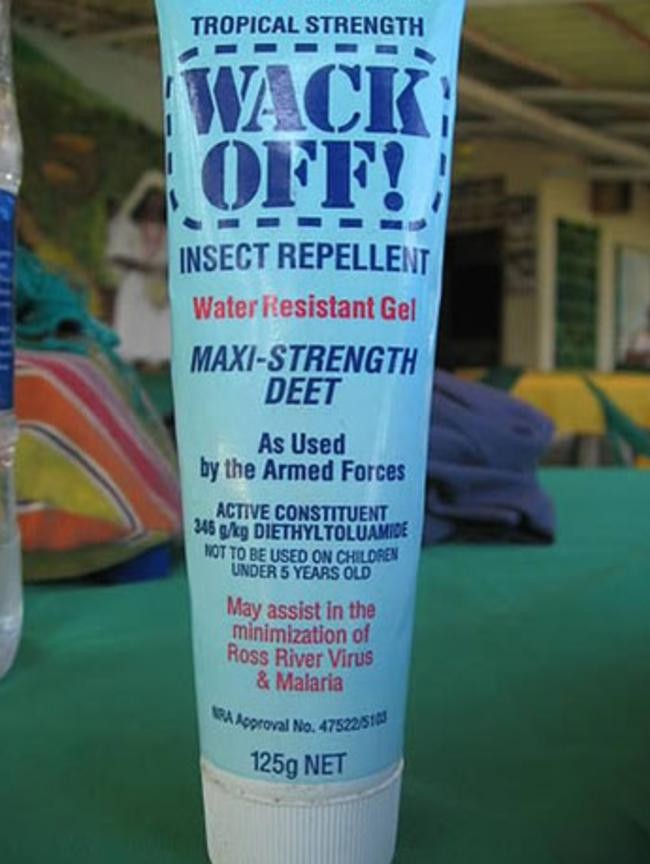 TROPICAL STRENGTH
WACK
OFF!
INSECT REPELLENT
Water Resistant Gel
MAXI-STRENGTH
DEET
As Used
by the Armed Forces
ACTIVE CONSTITUENT
346 g/kg DIETHYLTOLUAMIDE
NOT TO BE USED ON CHILDREN
UNDER 5 YEARS OLD
May assist in the
minimization of
Ross River Virus
& Malaria
NRA Approval No. 47522/5103
125g NET